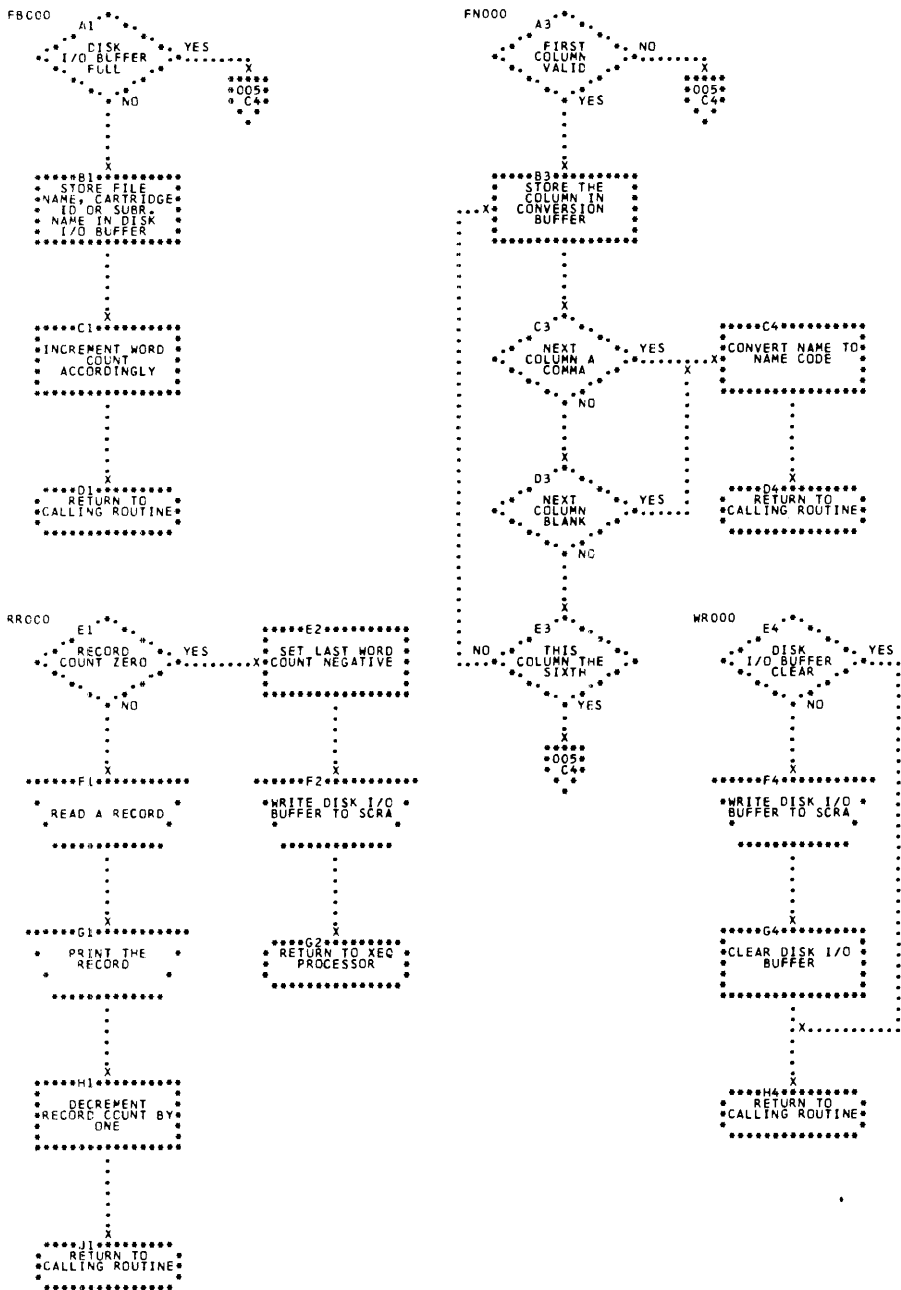 FBC00
A1
DISK
I/O BUFFER
FULL
YES
NO
005
C4
B1
STORE FILE
NAME, CARTRIDGE
ID OR SUBR.
NAME IN DISK
I/O BUFFER
C1
INCREMENT WORD
COUNT
ACCORDINGLY
D1
RETURN TO
CALLING ROUTINE
FN000
A3
FIRST
COLUMN
VALID
NO
YES
005
C4
B3
STORE THE
COLUMN IN
CONVERSION
BUFFER
C3
NEXT
COLUMN A
COMMA
YES
NO
C4
CONVERT NAME TO
NAME CODE
D3
NEXT
COLUMN
BLANK
YES
NO
D4
RETURN TO
CALLING ROUTINE
E3
THIS
COLUMN THE
SIXTH
NO
YES
005
C4
RR000
E1
RECORD
COUNT ZERO
YES
NO
E2
SET LAST WORD
COUNT NEGATIVE
F1
READ A RECORD
F2
WRITE DISK I/O
BUFFER TO SCRA
G1
PRINT THE
RECORD
G2
RETURN TO XEQ
PROCESSOR
H1
DECREMENT
RECORD COUNT BY
ONE
J1
RETURN TO
CALLING ROUTINE
WR000
E4
DISK
I/O BUFFER
CLEAR
YES
NO
F4
WRITE DISK I/O
BUFFER TO SCRA
G4
CLEAR DISK I/O
BUFFER
H4
RETURN TO
CALLING ROUTINE